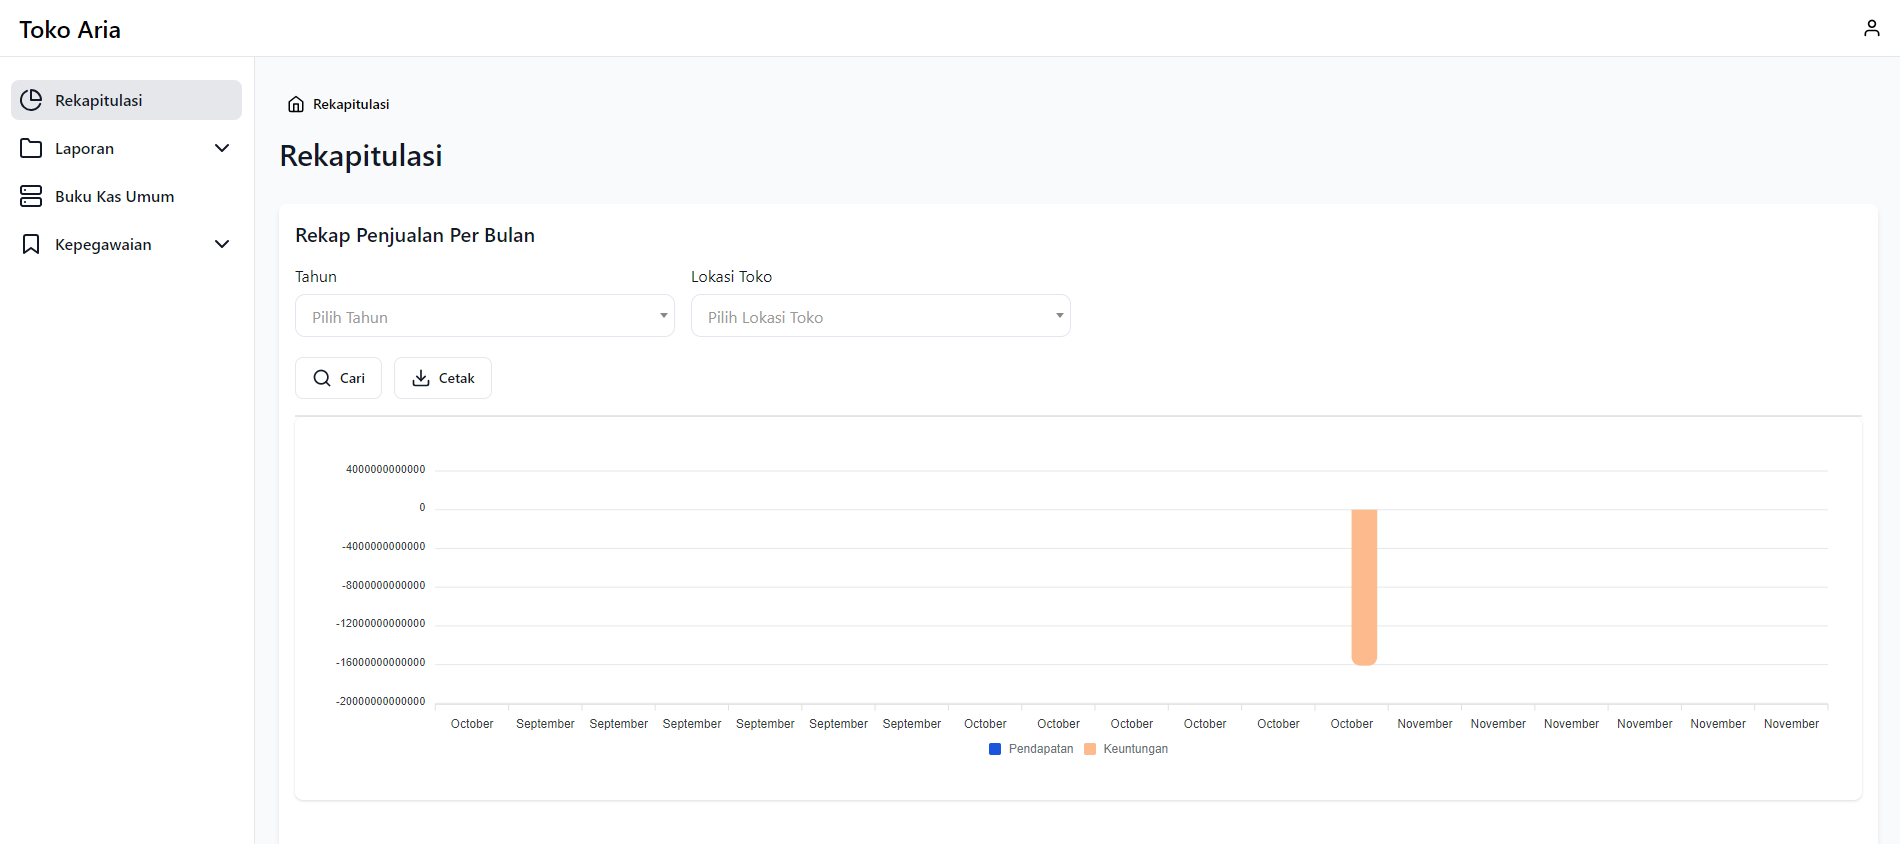 Toko Aria
Rekapitulasi
Laporan
Buku Kas Umum
Kepegawaian
Rekapitulasi
Rekapitulasi
Rekap Penjualan Per Bulan
Tahun Lokasi Toko
Pilih Tahun Pilih Lokasi Toko
Cari Cetak
4000000000000
0
-4000000000000
-8000000000000
-12000000000000
-16000000000000
-20000000000000
October September September September September September September October October October October October October November November November November November November
Pendapatan Keuntungan